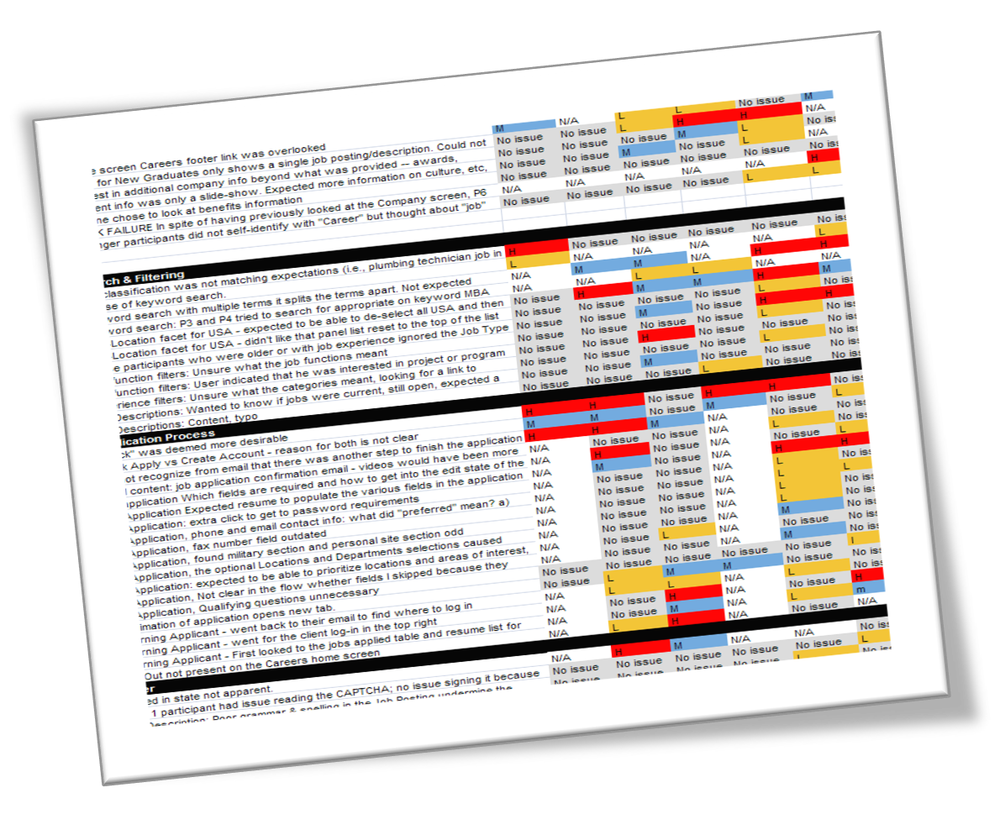 e screen Careers footer link was overlooked M N/A L L No issue M
for New Graduates only shows a single job posting/description. Could not No issue No issue L H H N/A
est in additional company info beyond what was provided -- awards, No issue No issue No issue M L No is
ent info was only a slide-show. Expected more information on culture, etc, No issue No issue M No issue L N/A
me chose to look at benefits information No issue No issue No issue No issue No issue No is
K FAILURE In spite of having previously looked at the Company screen, P6 N/A N/A N/A N/A N/A H
nger participants did not self-identify with "Career" but thought about "job" No issue No issue No issue No issue L L
ch & Filtering
classification was not matching expectations (i.e., plumbing technician job in H No issue No issue No issue No issue No is
se of keyword search. L N/A N/A N/A N/A L
word search with multiple terms it splits the terms apart. Not expected N/A M M N/A H H
word search: P3 and P4 tried to search for appropriate on keyword MBA N/A N/A L L N/A N/A
Location facet for USA - expected to be able to de-select all USA and then No issue H M M H M
Location facet for USA - didn't like that panel list reset to the top of the list No issue No issue No issue No issue L No is
e participants who were older or with job experience ignored the Job Type No issue No issue M No issue H H
function filters: Unsure what the job functions meant No issue No issue No issue No issue L No is
function filters: User indicated that he was interested in project or program No issue No issue H No issue No issue No is
rience filters: Unsure what the categories meant, looking for a link to No issue No issue No issue No issue L No is
Descriptions: Wanted to know if jobs were current, still open, expected a No issue No issue M No issue No issue No is
Descriptions: Content, typo No issue No issue No issue L No issue No is
lication Process
ck" was deemed more desirable H H No issue H H No is
k Apply vs Create Account - reason for both is not clear M M No issue M No issue L
ot recognize from email that there was another step to finish the application H H M N/A No issue No is
l content: job application confirmation email - videos would have been more N/A No issue No issue N/A L No is
pplication Which fields are required and how to get into the edit state of the N/A H No issue N/A No issue L
Application Expected resume to populate the various fields in the application N/A M No issue N/A H H
Application: extra click to get to password requirements N/A No issue No issue N/A L No is
Application, phone and email contact info: what did "preferred" mean? a) N/A No issue No issue N/A L L
Application, fax number field outdated N/A No issue No issue N/A L No is
Application, found military section and personal site section odd N/A No issue No issue N/A L No is
Application, the optional Locations and Departments selections caused N/A No issue No issue N/A M No is
Application: expected to be able to prioritize locations and areas of interest, N/A No issue L N/A No issue No is
Application, Not clear in the flow whether fields I skipped because they N/A No issue No issue N/A M No is
Application, Qualifying questions unnecessary No issue No issue No issue No issue No issue l
imation of application opens new tab. No issue L M M No issue No is
rning Applicant - went back to their email to find where to log in N/A L L N/A L No is
rning Applicant - went for the client log-in in the top right N/A No issue H N/A No issue H
rning Applicant - First looked to the jobs applied table and resume list for N/A No issue M N/A L m
Out not present on the Careers home screen N/A L H N/A No issue N/A
er
ed in state not apparent. N/A H M N/A N/A No is
1 participant had issue reading the CAPTCHA; no issue signing it because No issue No issue No issue No issue No issue L
Description: Poor grammar & spelling in the Job Posting undermine the No issue No issue No issue No issue L No is